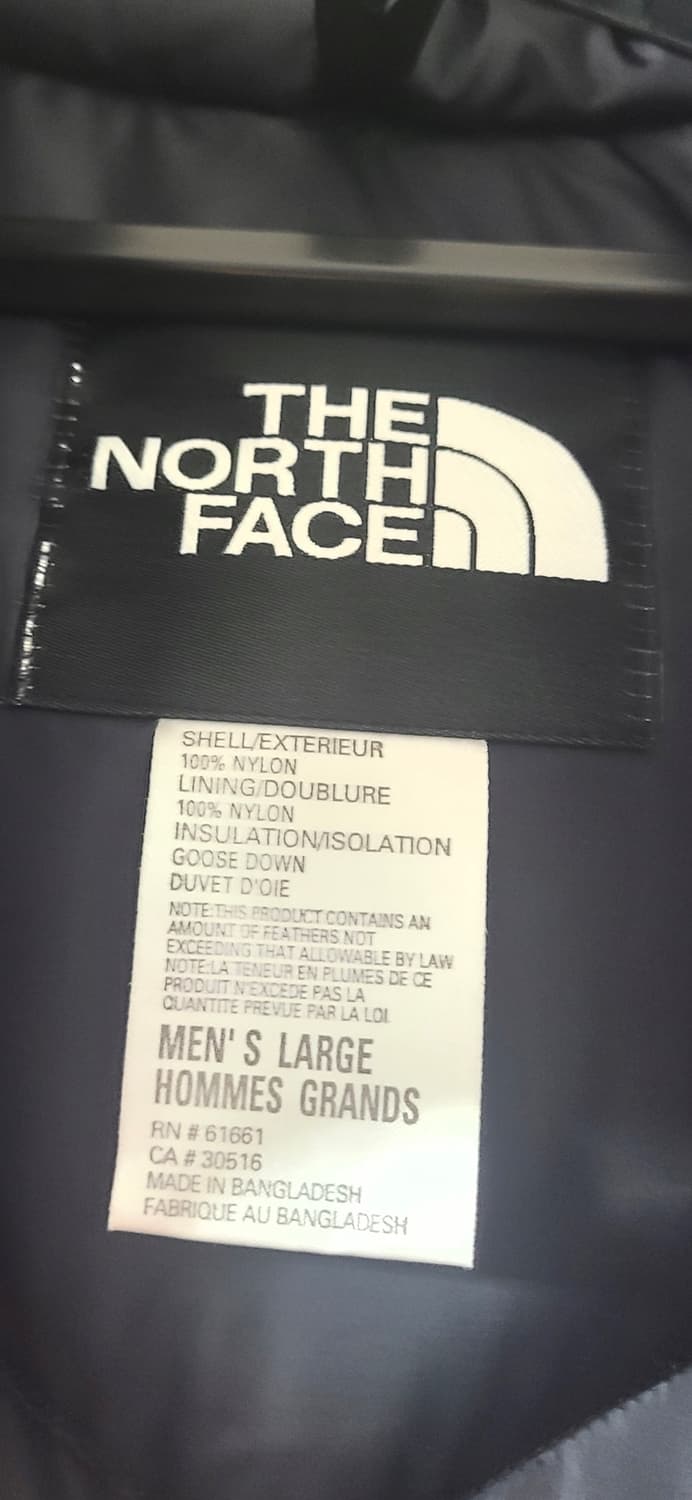 THE
NORTH
FACE
SHELL/EXTERIEUR
100% NYLON
LINING/DOUBLURE
100% NYLON
INSULATION/ISOLATION
GOOSE DOWN
DUVET D'OIE
NOTE:THIS PRODUCT CONTAINS AN
AMOUNT OF FEATHERS NOT
EXCEEDING THAT ALLOWABLE BY LAW
NOTE:LA TENEUR EN PLUMES DE CE
PRODUIT N'EXCEDE PAS LA
QUANTITE PREVUE PAR LA LOI.
MEN'S LARGE
HOMMES GRANDS
RN # 61661
CA # 30516
MADE IN BANGLADESH
FABRIQUE AU BANGLADESH